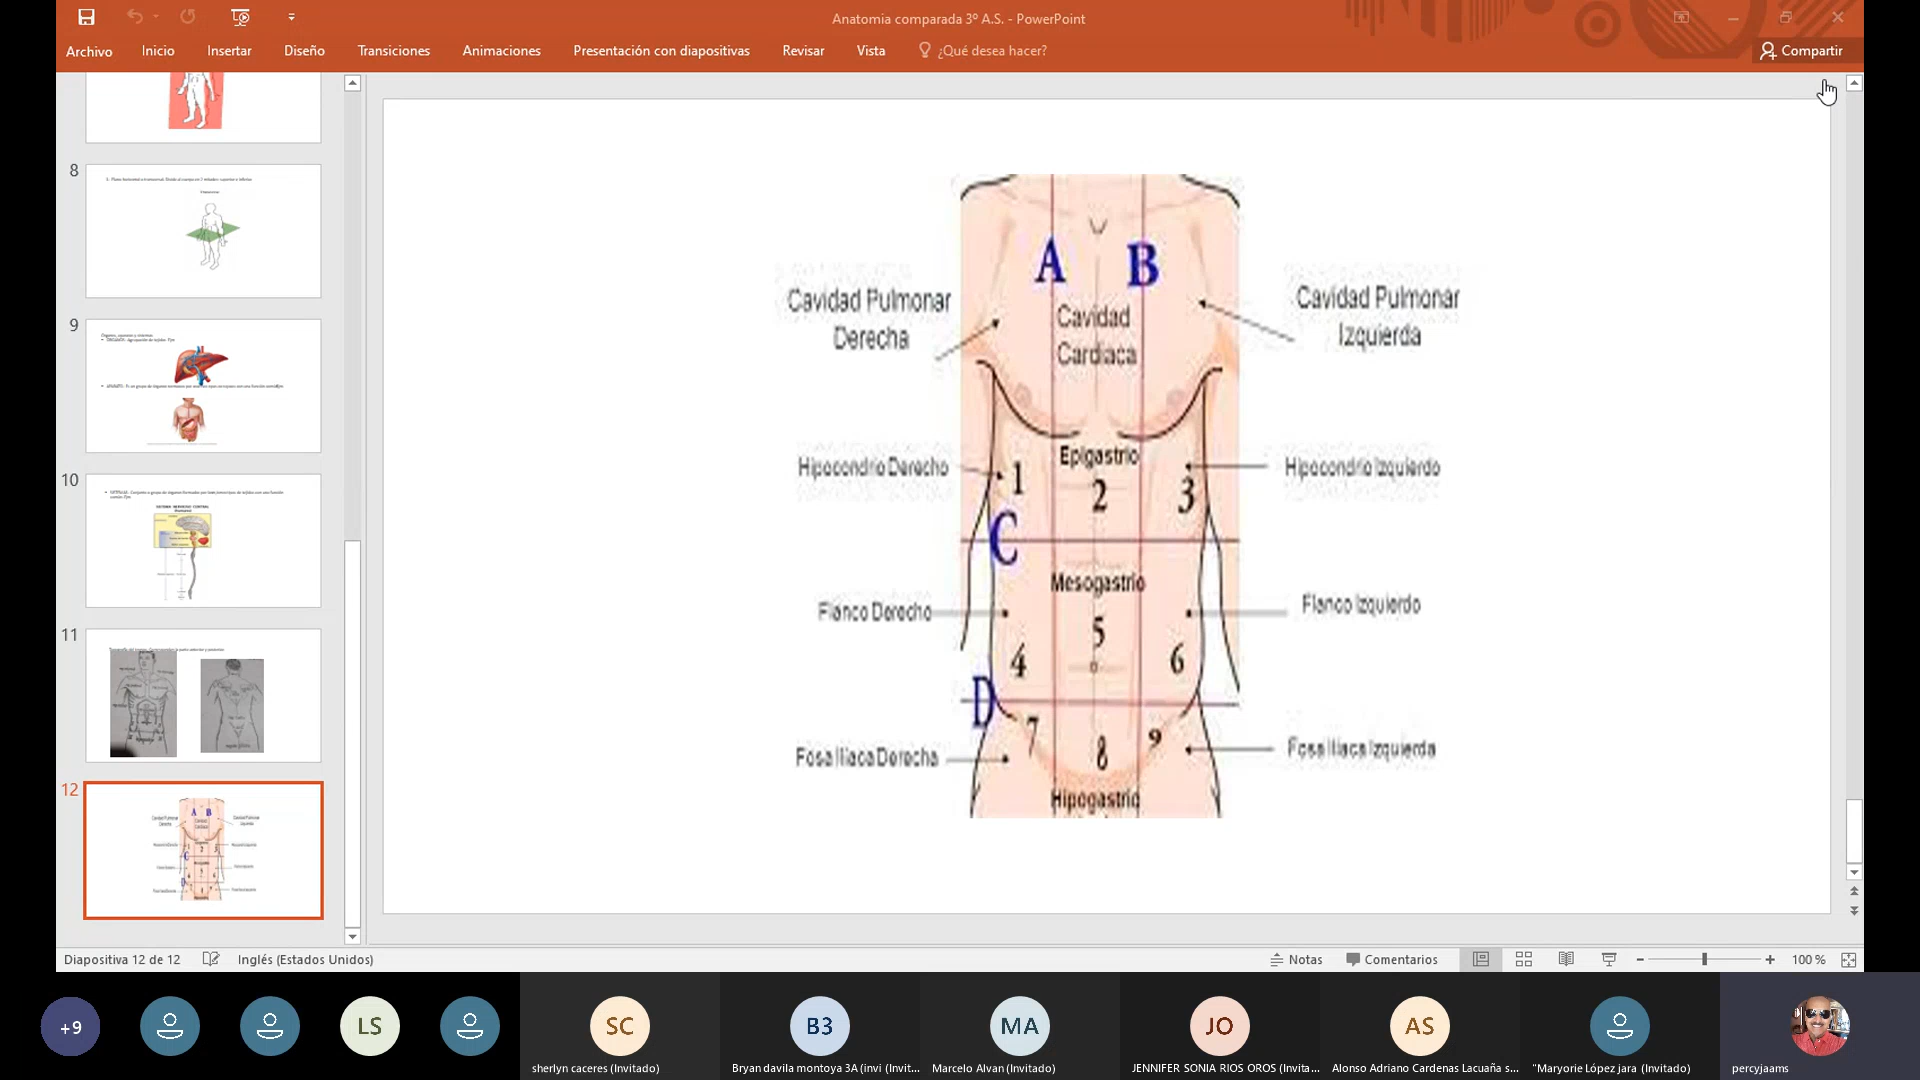 Anatomia comparada 3º A.S. - PowerPoint
Archivo Inicio Insertar Diseño Transiciones Animaciones Presentación con diapositivas Revisar Vista ¿Qué desea hacer? Compartir
8
9
10
11
12
A B
Cavidad Pulmonar
Derecha
Cavidad
Cardiaca
Cavidad Pulmonar
Izquierda
Hipocondrio Derecho
1
Epigastrio
2
3
Hipocondrio Izquierdo
C
Mesogastrio
Flanco Derecho
Flanco Izquierdo
4
5
6
D
7
8
9
Fosa Iliaca Derecha
Fosa Iliaca Izquierda
Hipogastrio
Diapositiva 12 de 12 Inglés (Estados Unidos) Notas Comentarios 100 %
+9 LS SC B3 MA JO AS
sherlyn caceres (Invitado) Bryan davila montoya 3A (invi (Invit... Marcelo Alvan (Invitado) JENNIFER SONIA RIOS OROS (Invita... Alonso Adriano Cardenas Lacuaña s... "Maryorie López jara (Invitado) percyjaams